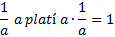 1/a a platí a · 1/a = 1